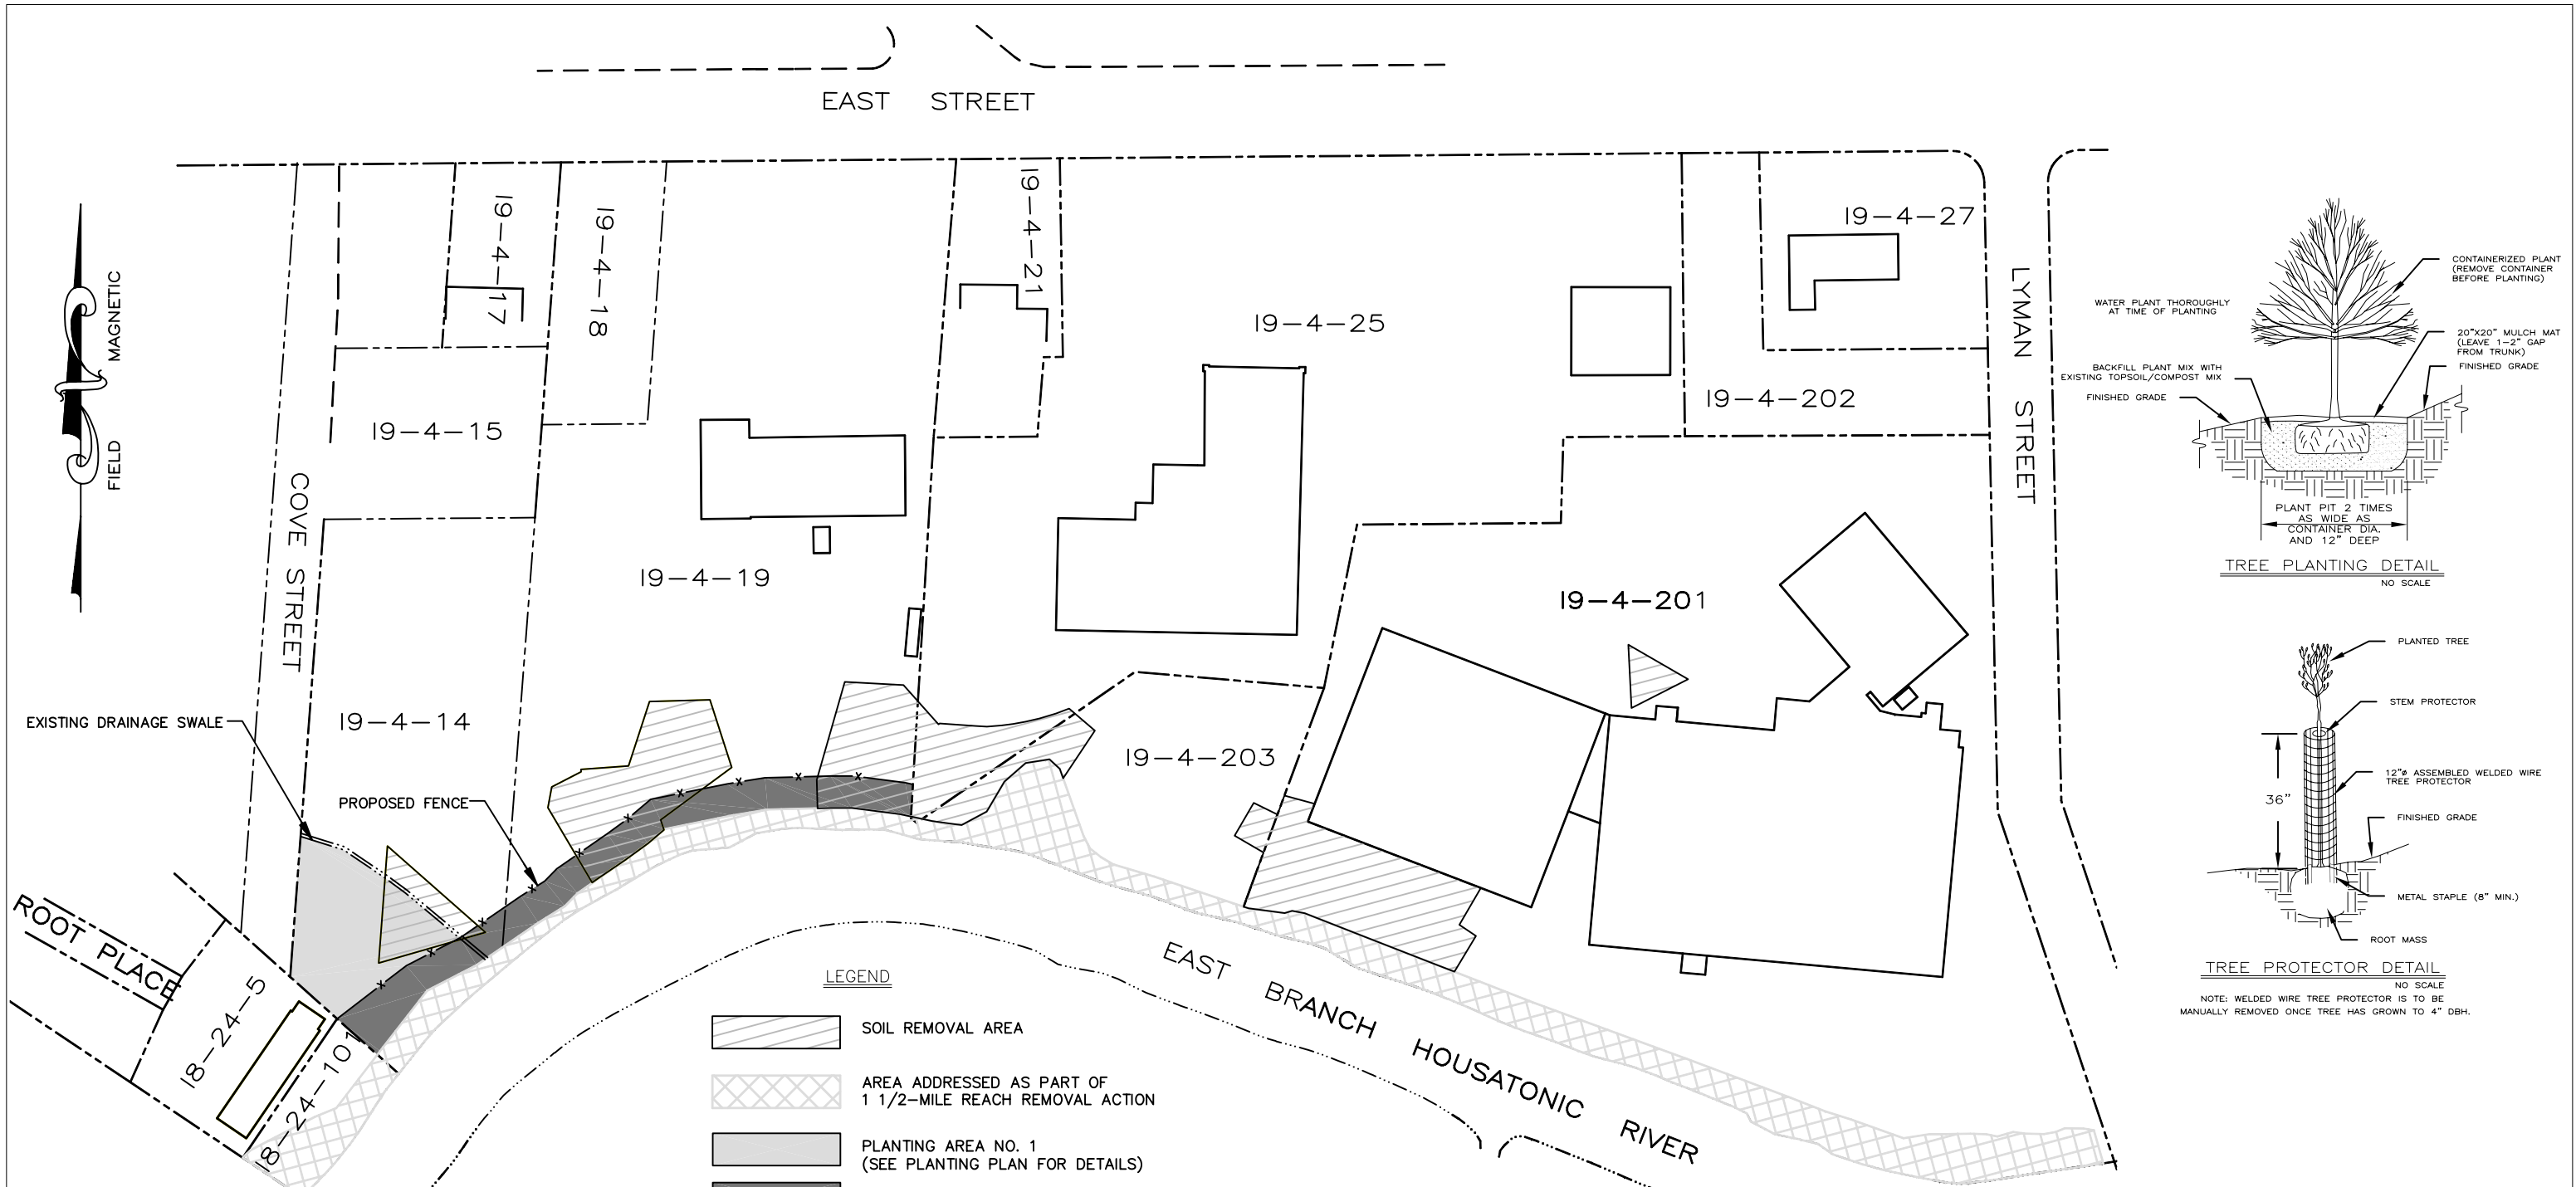 EAST STREET
19-4-17
19-4-18
19-4-21
19-4-27
19-4-25
19-4-202
19-4-15
19-4-19
19-4-201
19-4-14
19-4-203
MAGNETIC
FIELD
COVE STREET
LYMAN STREET
EXISTING DRAINAGE SWALE
PROPOSED FENCE
ROOT PLACE
18-24-5
18-24-101
EAST BRANCH HOUSATONIC RIVER
LEGEND
SOIL REMOVAL AREA
AREA ADDRESSED AS PART OF
1 1/2-MILE REACH REMOVAL ACTION
PLANTING AREA NO. 1
(SEE PLANTING PLAN FOR DETAILS)
CONTAINERIZED PLANT
(REMOVE CONTAINER
BEFORE PLANTING)
WATER PLANT THOROUGHLY
AT TIME OF PLANTING
20"X20" MULCH MAT
(LEAVE 1-2" GAP
FROM TRUNK)
FINISHED GRADE
BACKFILL PLANT MIX WITH
EXISTING TOPSOIL/COMPOST MIX
FINISHED GRADE
PLANT PIT 2 TIMES
AS WIDE AS
CONTAINER DIA.
AND 12" DEEP
TREE PLANTING DETAIL
NO SCALE
PLANTED TREE
STEM PROTECTOR
12"ø ASSEMBLED WELDED WIRE
TREE PROTECTOR
36"
FINISHED GRADE
METAL STAPLE (8" MIN.)
ROOT MASS
TREE PROTECTOR DETAIL
NO SCALE
NOTE: WELDED WIRE TREE PROTECTOR IS TO BE
MANUALLY REMOVED ONCE TREE HAS GROWN TO 4" DBH.